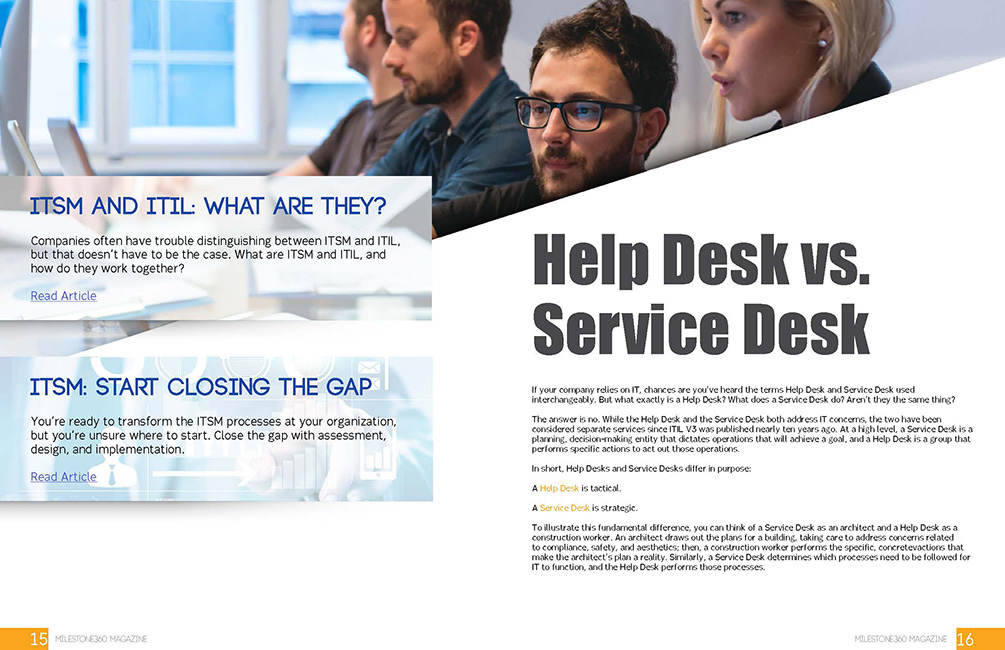 ITSM AND ITIL: WHAT ARE THEY?
Companies often have trouble distinguishing between ITSM and ITIL,
but that doesn't have to be the case. What are ITSM and ITIL, and
how do they work together?
Read Article
ITSM: START CLOSING THE GAP
You're ready to transform the ITSM processes at your organization,
but you're unsure where to start. Close the gap with assessment,
design, and implementation.
Read Article
15 MILESTONE360 MAGAZINE
Help Desk vs.
Service Desk
If your company relies on IT, chances are you've heard the terms Help Desk and Service Desk used
interchangeably. But what exactly is a Help Desk? What does a Service Desk do? Aren't they the same thing?
The answer is no. While the Help Desk and the Service Desk both address IT concerns, the two have been
considered separate services since ITIL V3 was published nearly ten years ago. At a high level, a Service Desk is a
planning, decision-making entity that dictates operations that will achieve a goal, and a Help Desk is a group that
performs specific actions to act out those operations.
In short, Help Desks and Service Desks differ in purpose:
A Help Desk is tactical.
A Service Desk is strategic.
To illustrate this fundamental difference, you can think of a Service Desk as an architect and a Help Desk as a
construction worker. An architect draws out the plans for a building, taking care to address concerns related
to compliance, safety, and aesthetics; then, a construction worker performs the specific, concretevactions that
make the architect's plan a reality. Similarly, a Service Desk determines which processes need to be followed for
IT to function, and the Help Desk performs those processes.
MILESTONE360 MAGAZINE 16